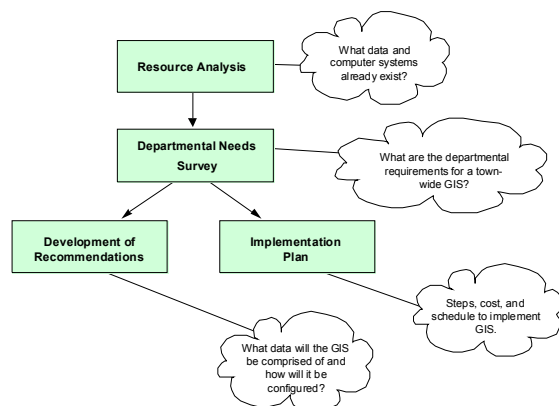 Resource Analysis
What data and
computer systems
already exist?
Departmental Needs
Survey
What are the departmental
requirements for a town-
wide GIS?
Development of
Recommendations
Implementation
Plan
Steps, cost, and
schedule to implement
GIS.
What data will the GIS
be comprised of and
how will it be
configured?